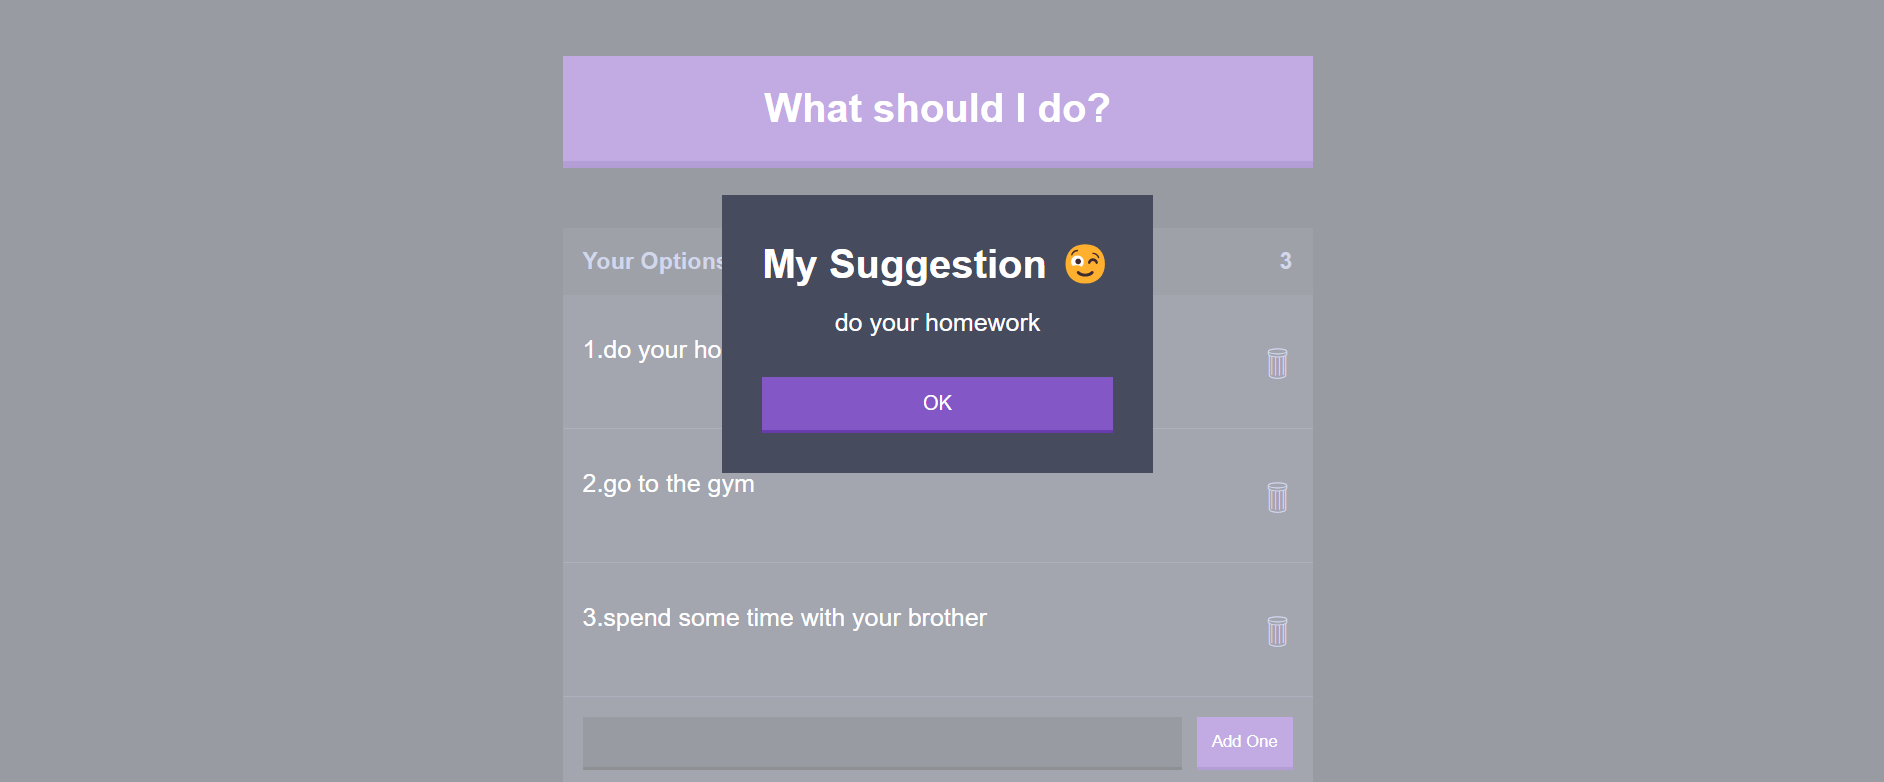 What should I do?
My Suggestion 😉
do your homework
OK
Your Options
3
1.do your ho
2.go to the gym
3.spend some time with your brother
Add One